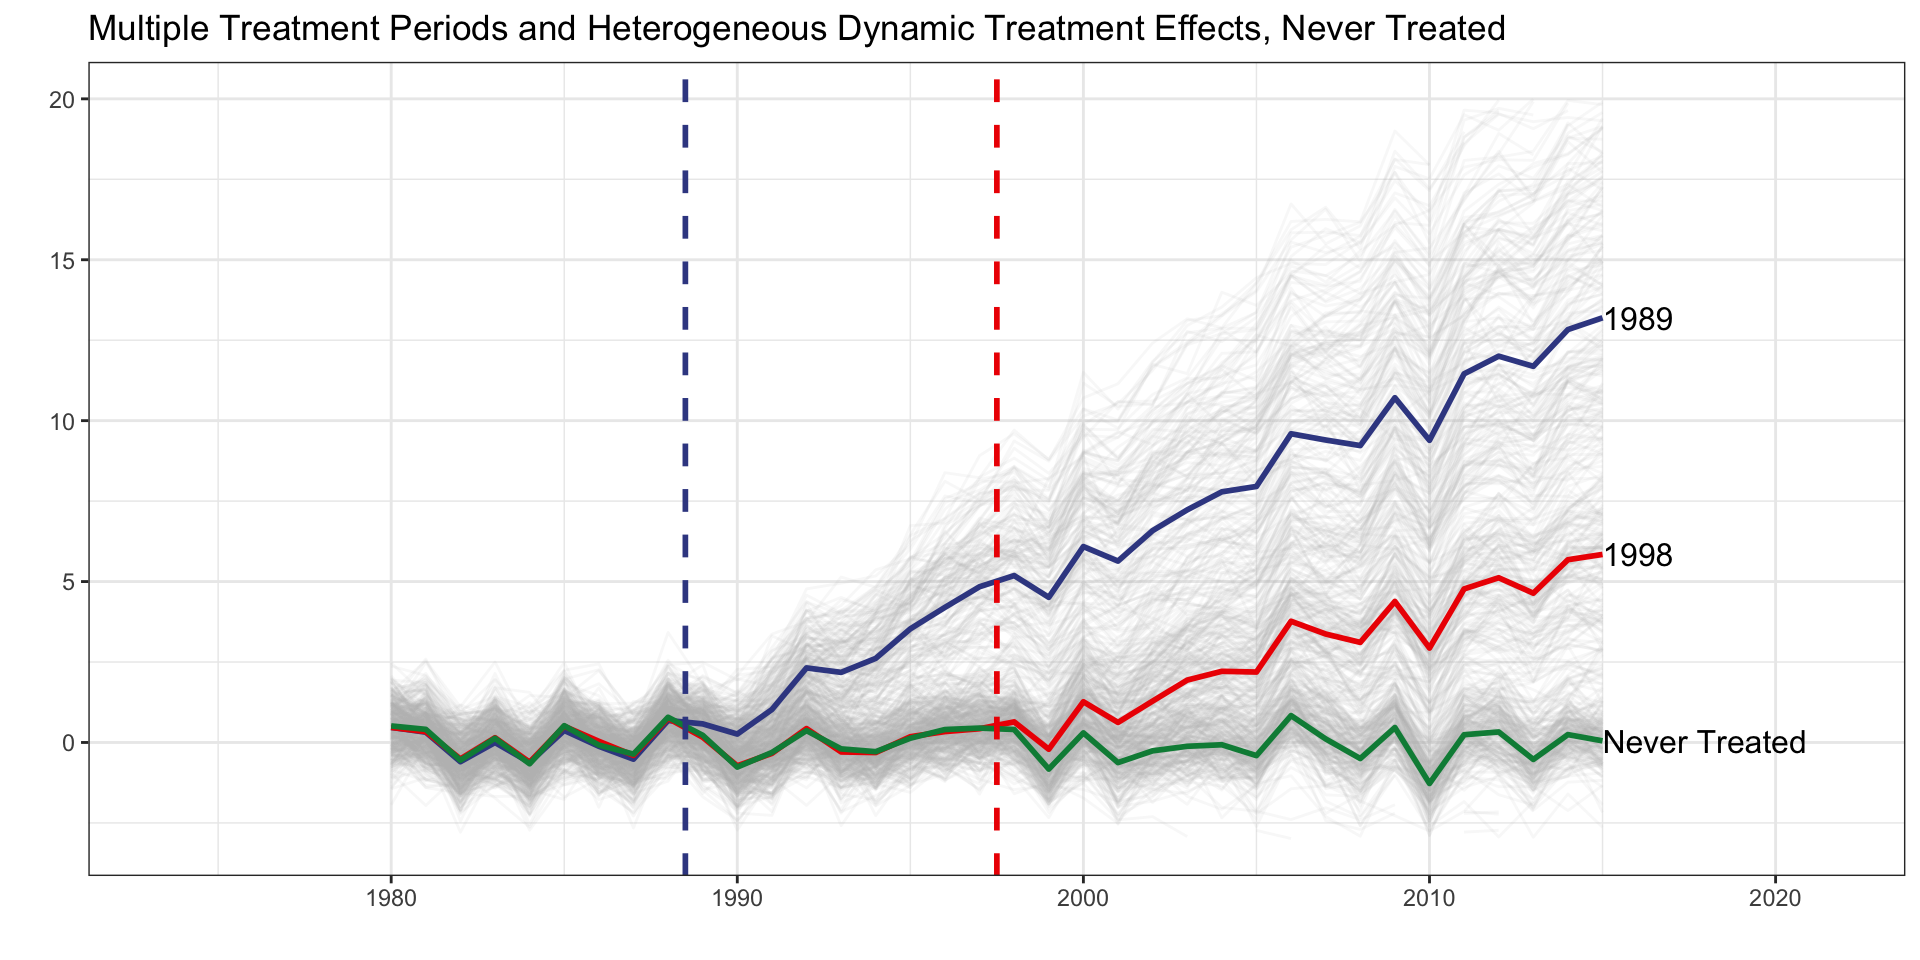 Multiple Treatment Periods and Heterogeneous Dynamic Treatment Effects, Never Treated
20
15
10
5
0
1989
1998
Never Treated
1980 1990 2000 2010 2020